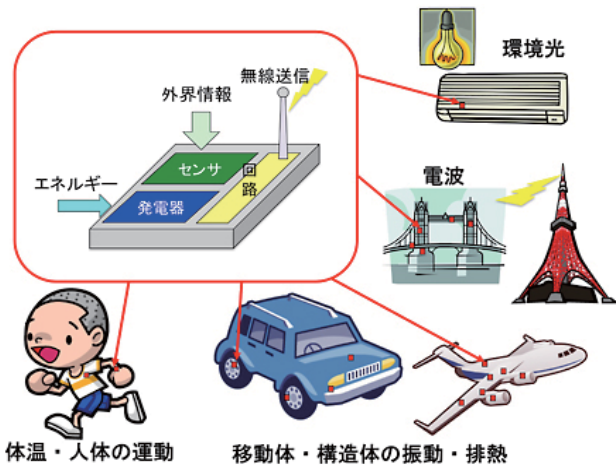 環境光
無線送信
外界情報
センサ
回路
エネルギー
発電器
電波
体温・人体の運動
移動体・構造体の振動・排熱